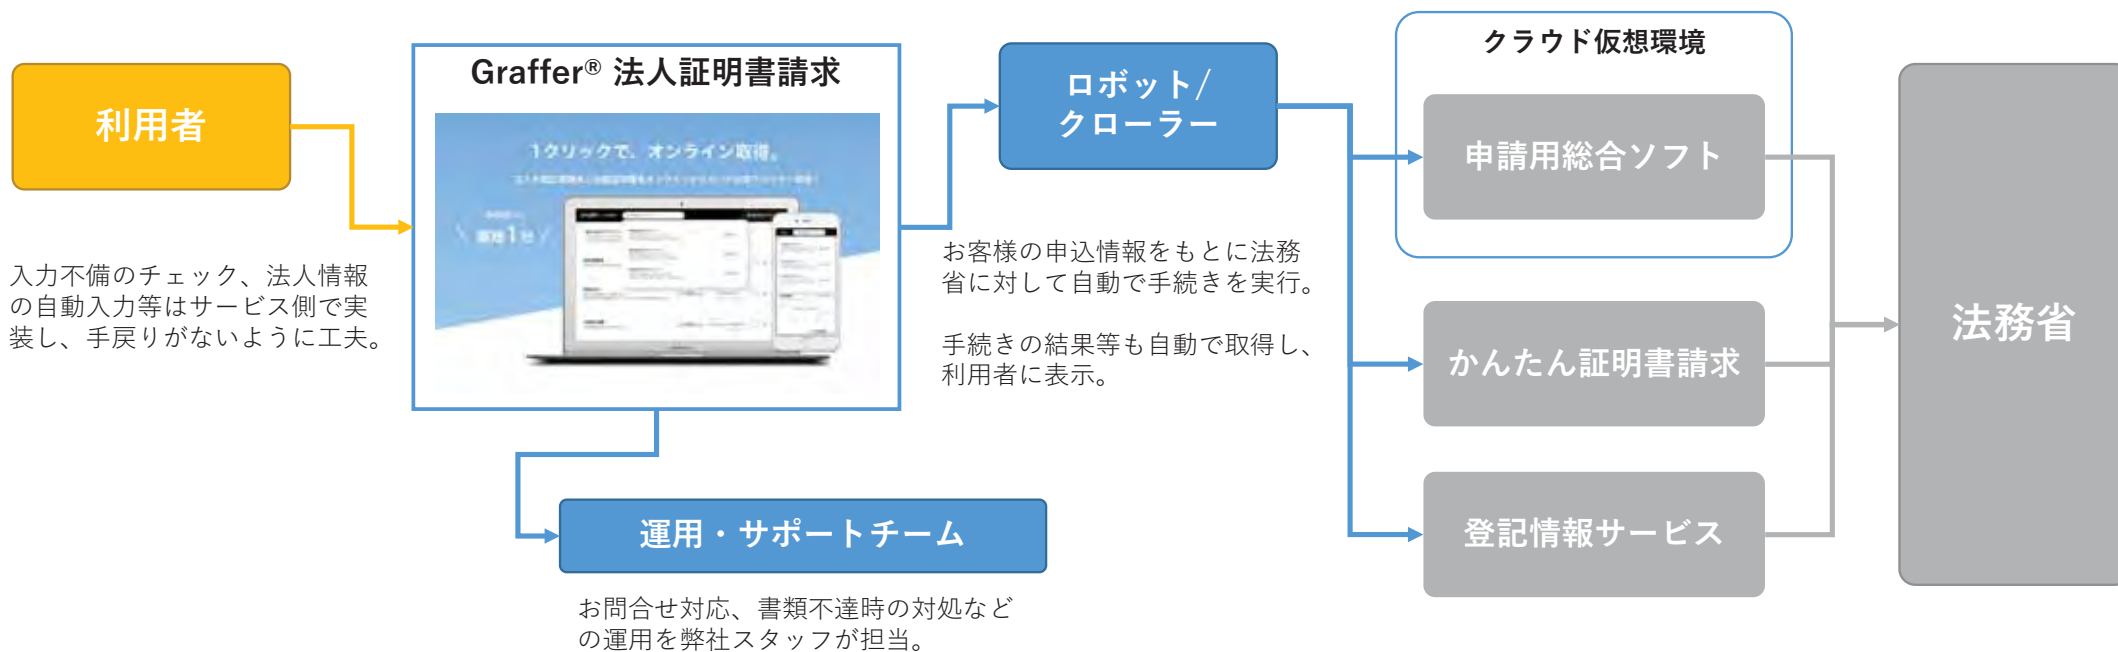 利用者
入力不備のチェック、法人情報
の自動入力等はサービス側で実
装し、手戻りがないように工夫。
Graffer® 法人証明書請求
1クリックで、オンライン取得。
運用・サポートチーム
お問合せ対応、書類不達時の対処など
の運用を弊社スタッフが担当。
ロボット/
クローラー
お客様の申込情報をもとに法務
省に対して自動で手続きを実行。
手続きの結果等も自動で取得し、
利用者に表示。
クラウド仮想環境
申請用総合ソフト
かんたん証明書請求
登記情報サービス
法務省